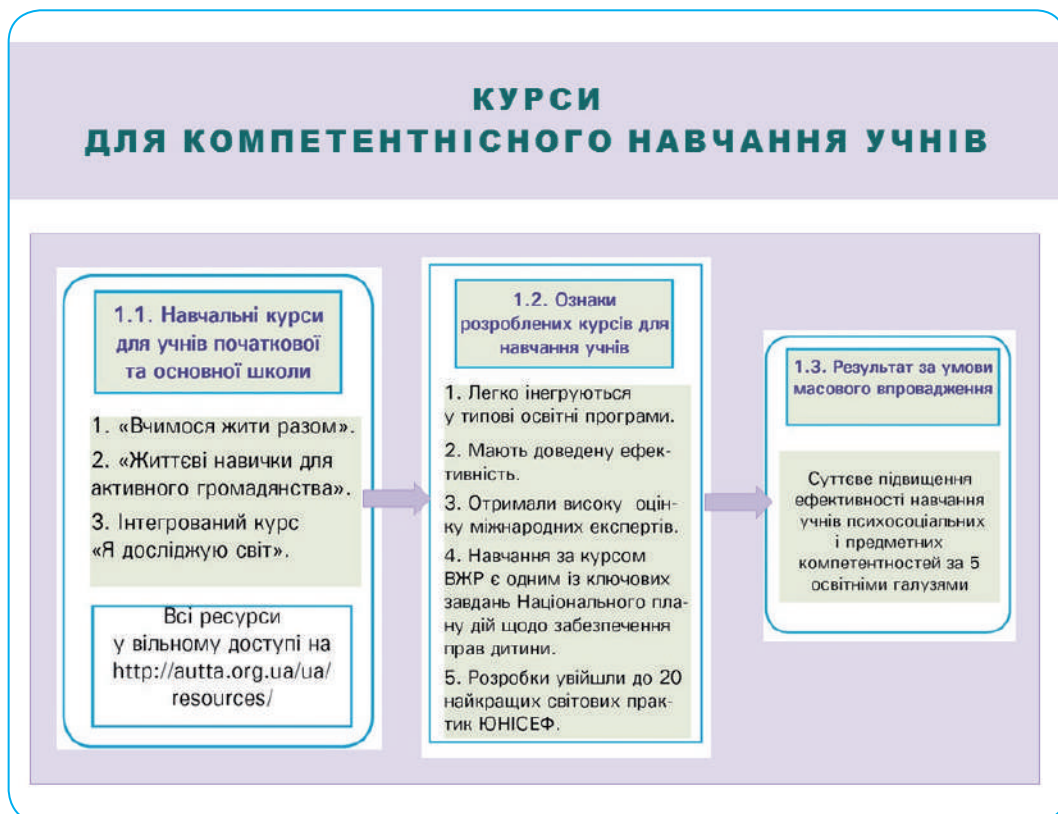 КУРСИ
ДЛЯ КОМПЕТЕНТНІСНОГО НАВЧАННЯ УЧНІВ
1.1. Навчальні курси
для учнів початкової
та основної школи
1. «Вчимося жити разом».
2. «Життєві навички для
активного громадянства».
3. Інтегрований курс
«Я досліджую світ».
Всі ресурси
у вільному доступі на
http://autta.org.ua/ua/
resources/
1.2. Ознаки
розроблених курсів для
навчання учнів
1. Легко інегруються
у типові освітні програми.
2. Мають доведену ефек-
тивність.
3. Отримали високу оцін-
ку міжнародних експертів.
4. Навчання за курсом
ВЖР є одним із ключових
завдань Національного пла-
ну дій щодо забезпечення
прав дитини.
5. Розробки увійшли до 20
найкращих світових прак-
тик ЮНІСЕФ.
1.3. Результат за умови
масового впровадження
Суттєве підвищення
ефективності навчання
учнів психосоціальних
і предметних
компетентностей за 5
освітніми галузями